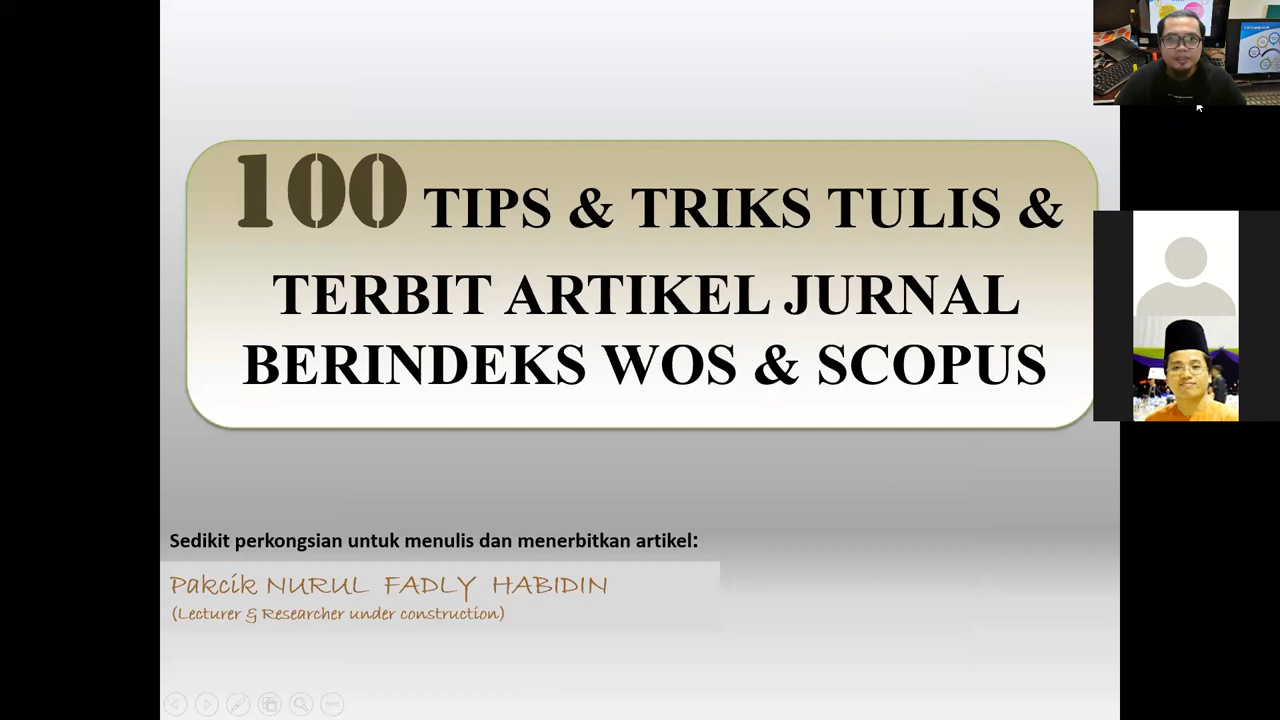 100 TIPS & TRIKS TULIS &
TERBIT ARTIKEL JURNAL
BERINDEKS WOS & SCOPUS
Sedikit perkongsian untuk menulis dan menerbitkan artikel:
Pakcik NURUL FADLY HABIDIN
(Lecturer & Researcher under construction)